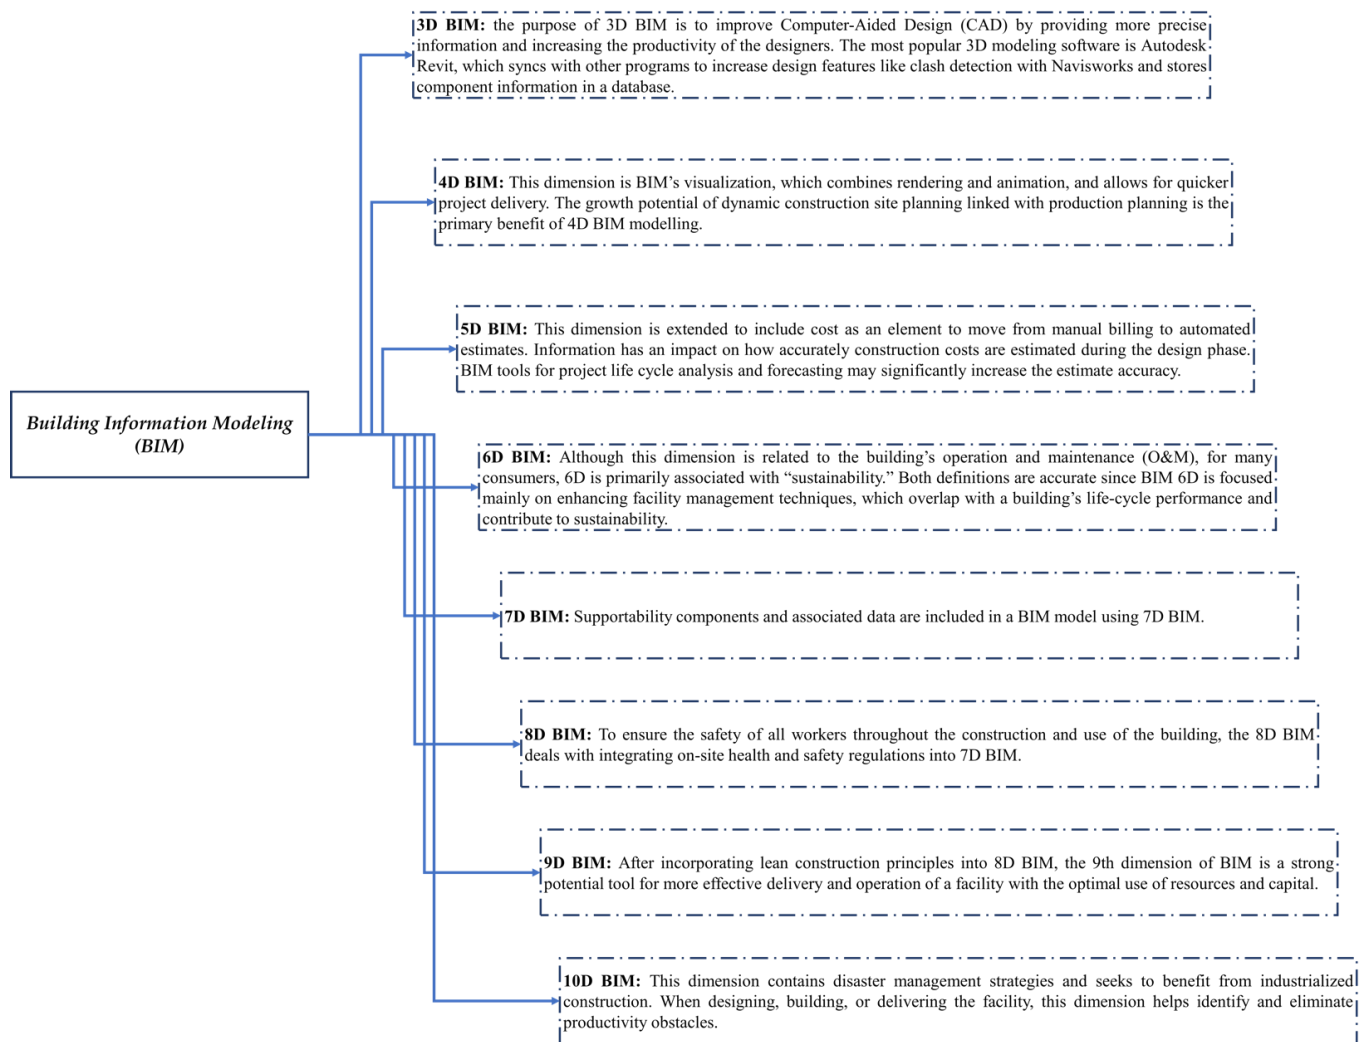 3D BIM: the purpose of 3D BIM is to improve Computer-Aided Design (CAD) by providing more precise
information and increasing the productivity of the designers. The most popular 3D modeling software is Autodesk
Revit, which syncs with other programs to increase design features like clash detection with Navisworks and stores
component information in a database.
4D BIM: This dimension is BIM's visualization, which combines rendering and animation, and allows for quicker
project delivery. The growth potential of dynamic construction site planning linked with production planning is the
primary benefit of 4D BIM modelling.
5D BIM: This dimension is extended to include cost as an element to move from manual billing to automated
estimates. Information has an impact on how accurately construction costs are estimated during the design phase.
BIM tools for project life cycle analysis and forecasting may significantly increase the estimate accuracy.
Building Information Modeling
(BIM)
6D BIM: Although this dimension is related to the building's operation and maintenance (O&M), for many
consumers, 6D is primarily associated with “sustainability.” Both definitions are accurate since BIM 6D is focused
mainly on enhancing facility management techniques, which overlap with a building's life-cycle performance and
contribute to sustainability.
7D BIM: Supportability components and associated data are included in a BIM model using 7D BIM.
8D BIM: To ensure the safety of all workers throughout the construction and use of the building, the 8D BIM
deals with integrating on-site health and safety regulations into 7D BIM.
9D BIM: After incorporating lean construction principles into 8D BIM, the 9th dimension of BIM is a strong
potential tool for more effective delivery and operation of a facility with the optimal use of resources and capital.
10D BIM: This dimension contains disaster management strategies and seeks to benefit from industrialized
construction. When designing, building, or delivering the facility, this dimension helps identify and eliminate
productivity obstacles.